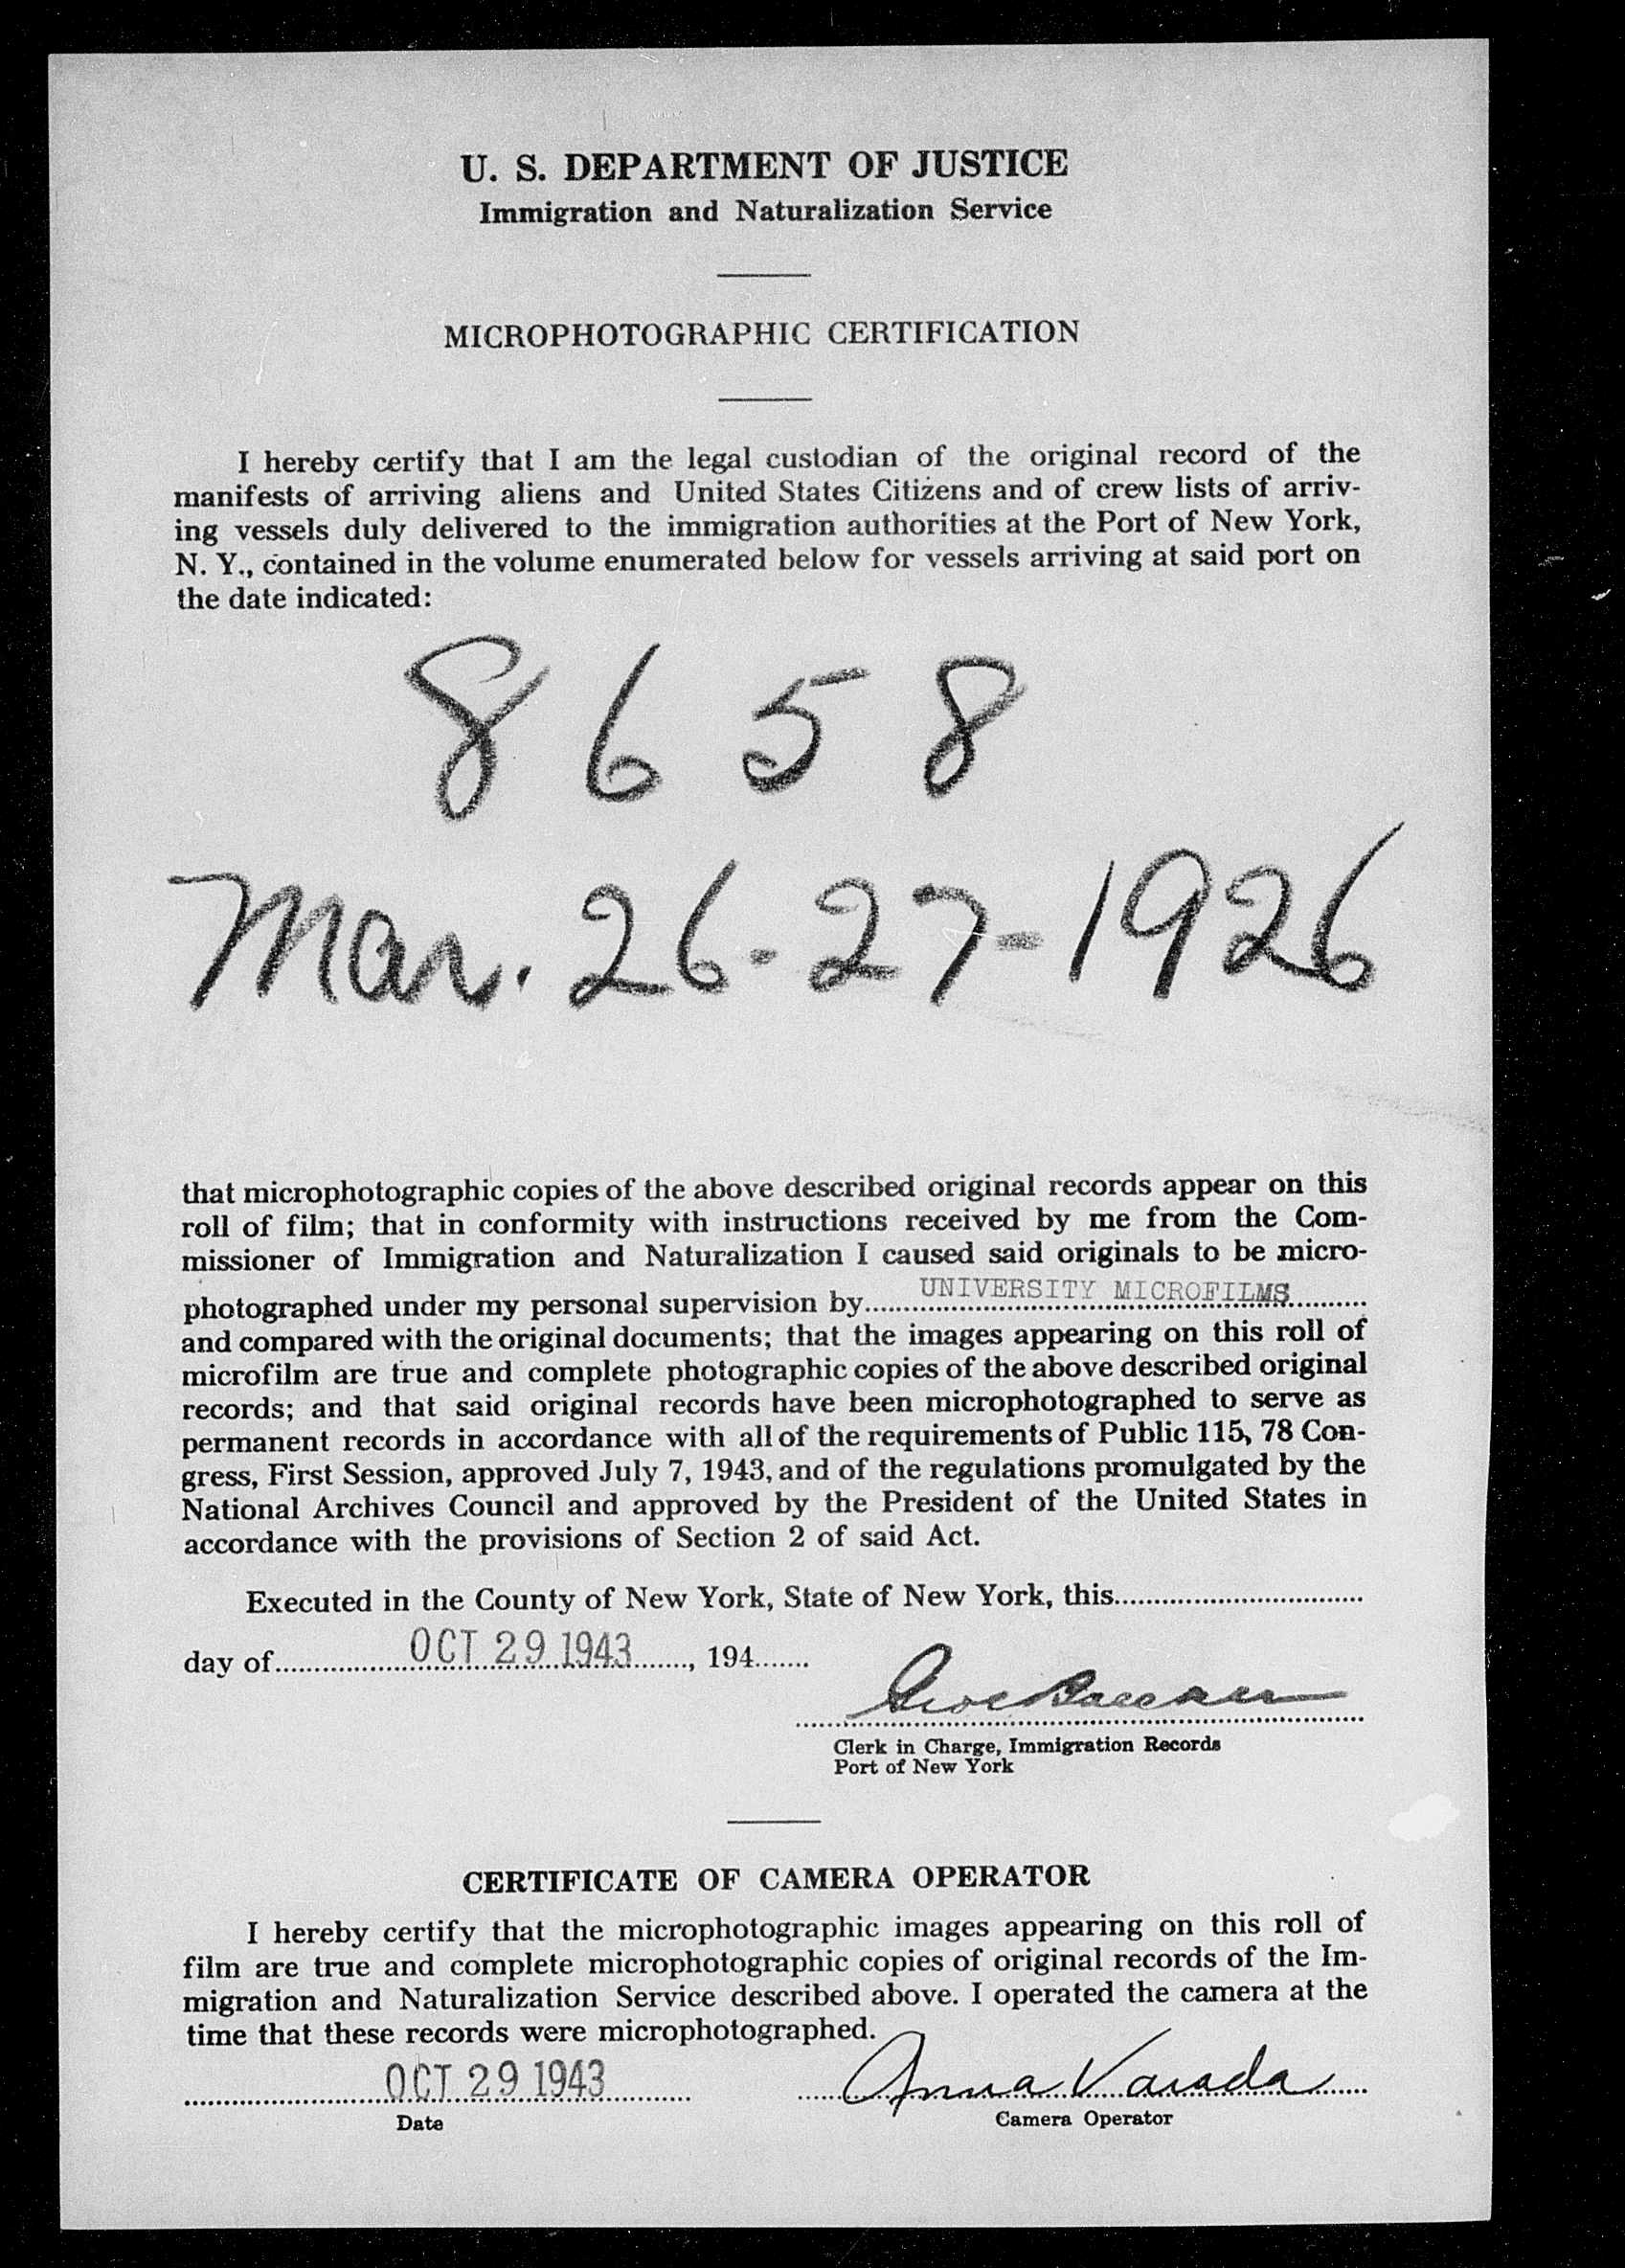 U. S. DEPARTMENT OF JUSTICE
Immigration and Naturalization Service
MICROPHOTOGRAPHIC CERTIFICATION
I hereby certify that I am the legal custodian of the original record of the
manifests of arriving aliens and United States Citizens and of crew lists of arriv-
ing vessels duly delivered to the immigration authorities at the Port of New York,
N. Y., contained in the volume enumerated below for vessels arriving at said port on
the date indicated:
8658
Mar. 26-27-1926
that microphotographic copies of the above described original records appear on this
roll of film; that in conformity with instructions received by me from the Com-
missioner of Immigration and Naturalization I caused said originals to be micro-
photographed under my personal supervision by UNIVERSITY MICROFILMS
and compared with the original documents; that the images appearing on this roll of
microfilm are true and complete photographic copies of the above described original
records; and that said original records have been microphotographed to serve as
permanent records in accordance with all of the requirements of Public 115, 78 Con-
gress, First Session, approved July 7, 1943, and of the regulations promulgated by the
National Archives Council and approved by the President of the United States in
accordance with the provisions of Section 2 of said Act.
Executed in the County of New York, State of New York, this
day of OCT 29 1943, 194
Clerk in Charge, Immigration Records
Port of New York
CERTIFICATE OF CAMERA OPERATOR
I hereby certify that the microphotographic images appearing on this roll of
film are true and complete microphotographic copies of original records of the Im-
migration and Naturalization Service described above. I operated the camera at the
time that these records were microphotographed.
OCT 29 1943 Anna Varada
Date Camera Operator